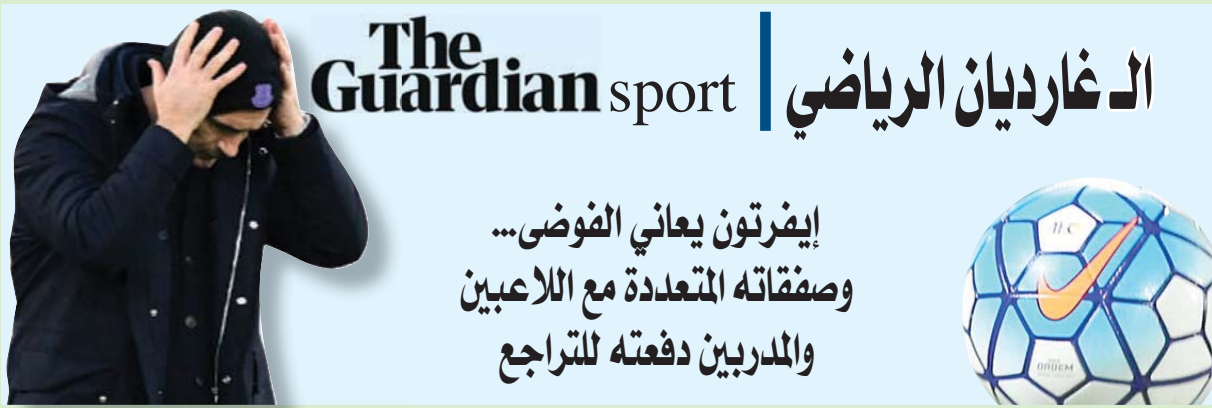 الـ غارديان الرياضي
The
Guardian sport
إيفرتون يعاني الفوضى...
وصفقاته المتعددة مع اللاعبين
والمدربين دفعته للتراجع